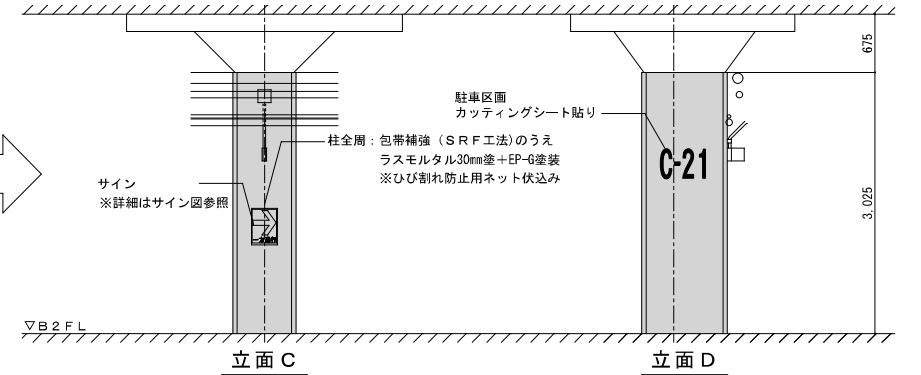 675
駐車区画
カッティングシート貼り
柱全周：包帯補強（ＳＲＦ工法）のうえ
ラスモルタル30mm塗＋EP-G塗装
※ひび割れ防止用ネット伏込み
C-21
サイン
※詳細はサイン図参照
3,025
▽Ｂ２ＦＬ
立面Ｃ
立面Ｄ